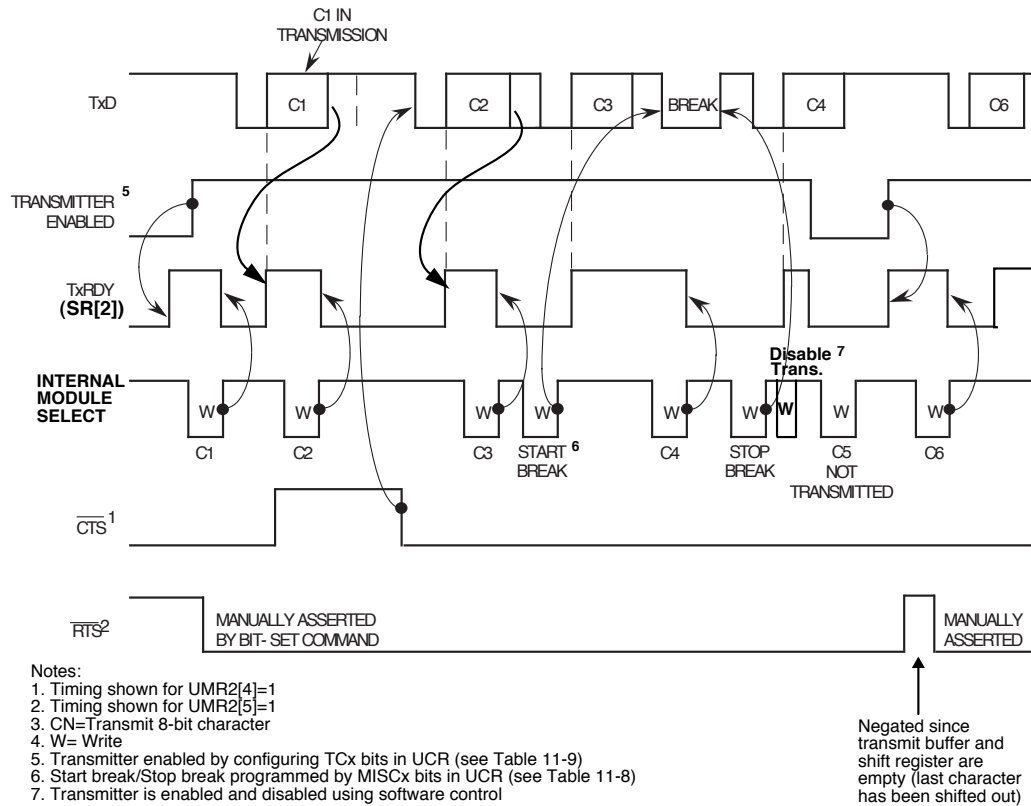 C1 IN
TRANSMISSION
TxD
C1
C2
C3
BREAK
C4
C6
TRANSMITTER 5
ENABLED
TxRDY
(SR[2])
Disable 7
Trans.
INTERNAL
MODULE
SELECT
W
W
W
W
W
W
W
W
W
C1
C2
C3
START 6
BREAK
C4
STOP
BREAK
C5
NOT
TRANSMITTED
C6
CTS 1
RTS2
MANUALLY ASSERTED
BY BIT- SET COMMAND
MANUALLY
ASSERTED
Notes:
1. Timing shown for UMR2[4]=1
2. Timing shown for UMR2[5]=1
3. CN=Transmit 8-bit character
4. W= Write
5. Transmitter enabled by configuring TCx bits in UCR (see Table 11-9)
6. Start break/Stop break programmed by MISCx bits in UCR (see Table 11-8)
7. Transmitter is enabled and disabled using software control
Negated since
transmit buffer and
shift register are
empty (last character
has been shifted out)